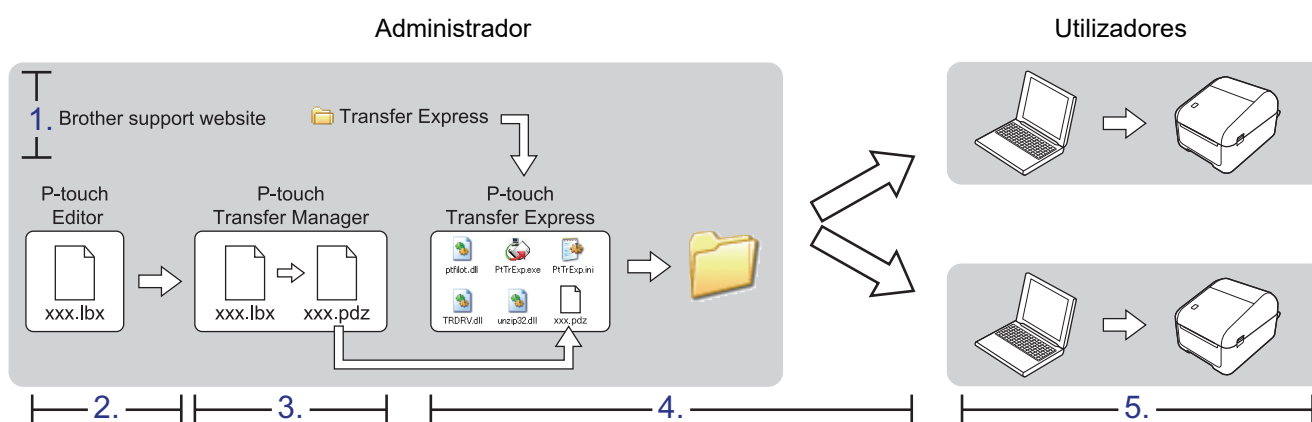 Administrador
Utilizadores
1. Brother support website
Transfer Express
P-touch
Editor
xxx.lbx
P-touch
Transfer Manager
xxx.lbx
xxx.pdz
P-touch
Transfer Express
ptfilot.dll
PtTrExp.exe
PtTrExp.ini
TRDRV.dll
unzip32.dll
xxx.pdz
2.
3.
4.
5.